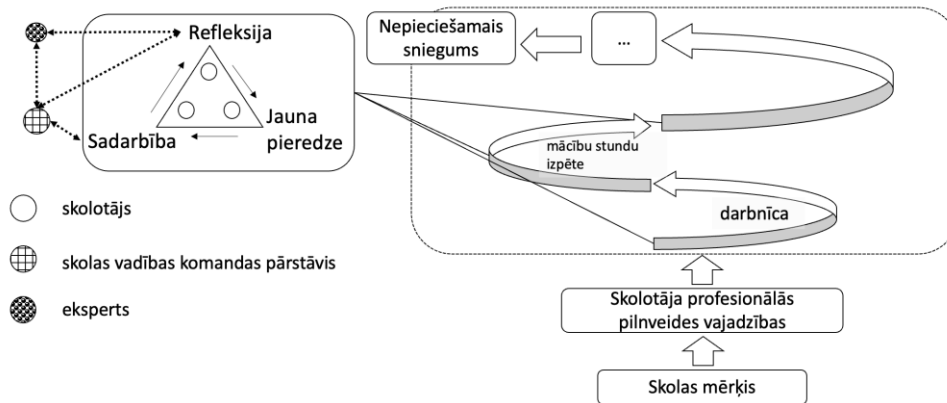 Refleksija
Jauna
pieredze
Sadarbība
skolotājs
skolas vadības komandas pārstāvis
eksperts
Nepieciešamais
sniegums
...
mācību stundu
izpēte
darbnīca
Skolotāja profesionālās
pilnveides vajadzības
Skolas mērķis